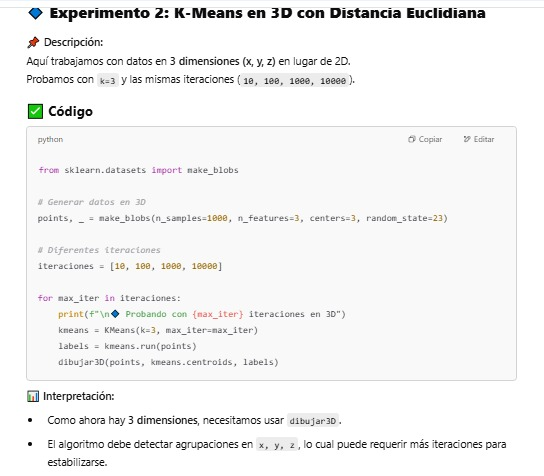 🔷 Experimento 2: K-Means en 3D con Distancia Euclidiana
📌 Descripción:
Aquí trabajamos con datos en 3 dimensiones (x, y, z) en lugar de 2D.
Probamos con k=3 y las mismas iteraciones ( 10, 100, 1000, 10000 ).
✅ Código
python Copiar Editar
from sklearn.datasets import make_blobs
# Generar datos en 3D
points, _ = make_blobs(n_samples=1000, n_features=3, centers=3, random_state=23)
# Diferentes iteraciones
iteraciones = [10, 100, 1000, 10000]
for max_iter in iteraciones:
    print(f"\n🔷 Probando con {max_iter} iteraciones en 3D")
    kmeans = KMeans(k=3, max_iter=max_iter)
    labels = kmeans.run(points)
    dibujar3D(points, kmeans.centroids, labels)
📊 Interpretación:
• Como ahora hay 3 dimensiones, necesitamos usar dibujar3D .
• El algoritmo debe detectar agrupaciones en x, y, z , lo cual puede requerir más iteraciones para
estabilizarse.